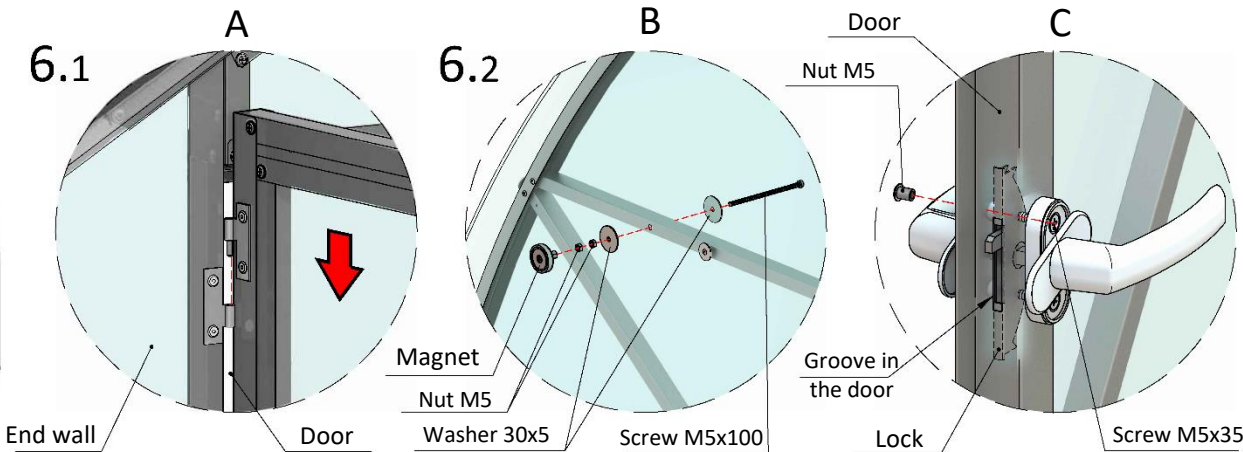 A
B
C
6.1
6.2
Door
Nut M5
Magnet
Groove in
the door
Nut M5
End wall
Door
Washer 30x5
Screw M5x100
Lock
Screw M5x35